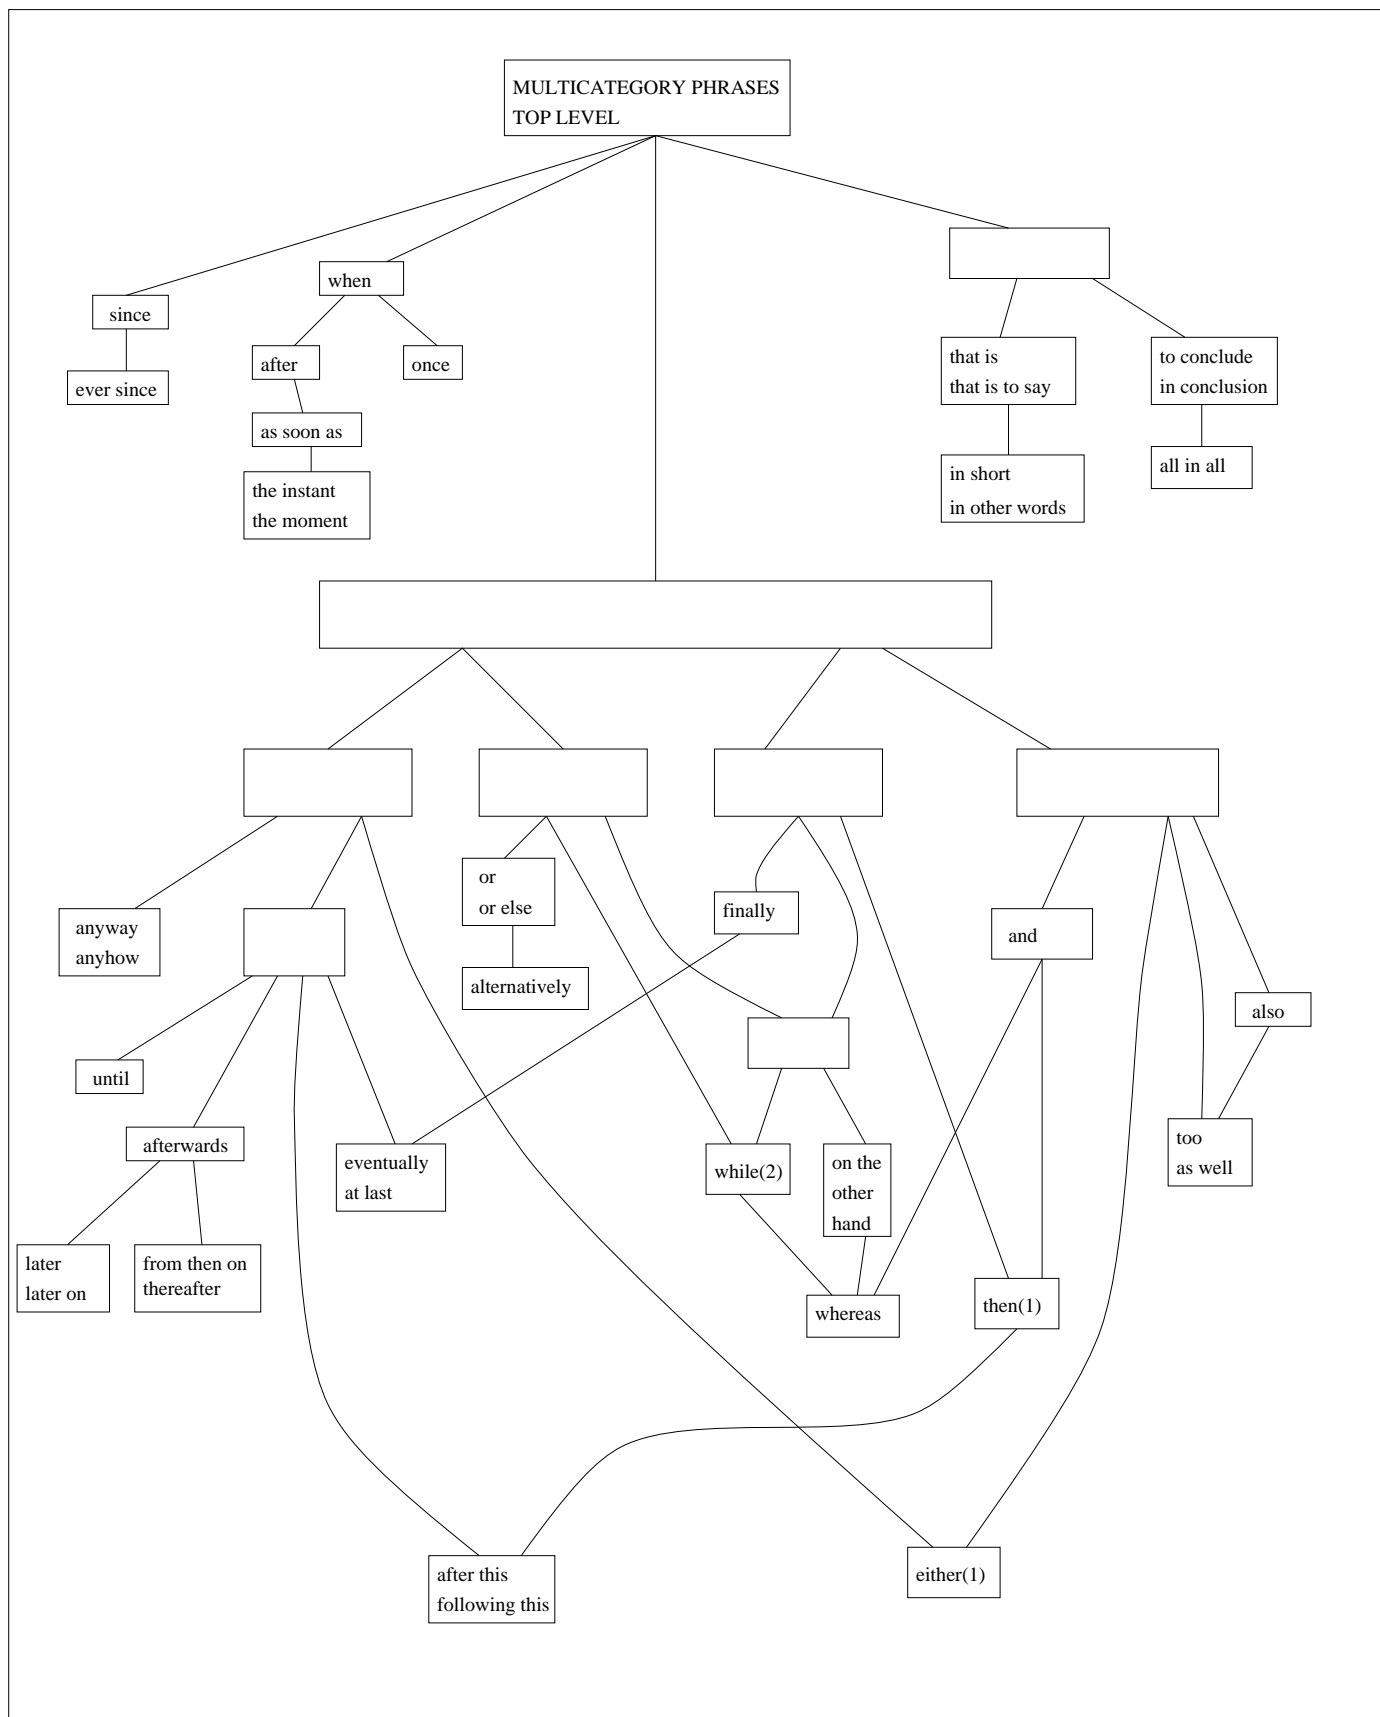 MULTICATEGORY PHRASES
TOP LEVEL
since
ever since
when
after
once
as soon as
the instant
the moment
that is
that is to say
in short
in other words
to conclude
in conclusion
all in all
anyway
anyhow
or
or else
alternatively
finally
and
also
until
afterwards
later
later on
from then on
thereafter
eventually
at last
while(2)
on the
other
hand
too
as well
whereas
then(1)
after this
following this
either(1)